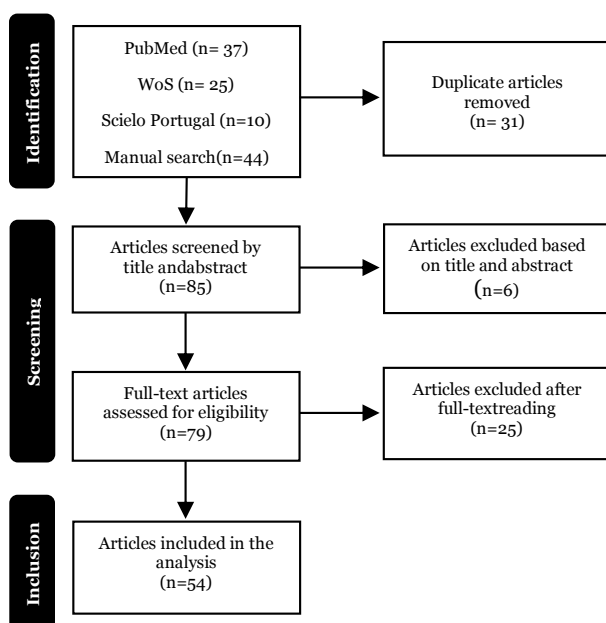 Identification
PubMed (n= 37)
WoS (n= 25)
Scielo Portugal (n=10)
Manual search(n=44)
Duplicate articles
removed
(n= 31)
Screening
Articles screened by
title andabstract
(n=85)
Articles excluded based
on title and abstract
(n=6)
Full-text articles
assessed for eligibility
(n=79)
Articles excluded after
full-textreading
(n=25)
Inclusion
Articles included in the
analysis
(n=54)